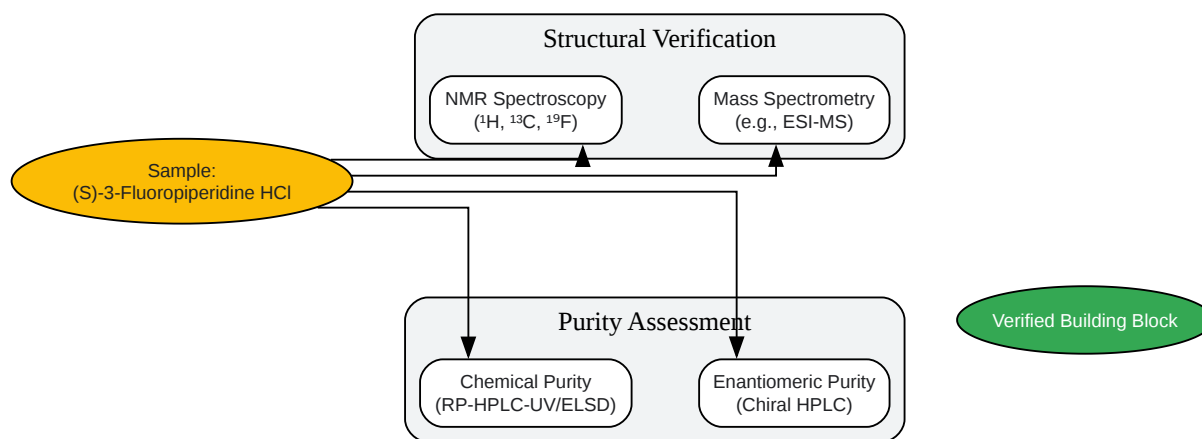 Structural Verification
NMR Spectroscopy
(¹H, ¹³C, ¹⁹F)
Mass Spectrometry
(e.g., ESI-MS)
Sample:
(S)-3-Fluoropiperidine HCl
Purity Assessment
Chemical Purity
(RP-HPLC-UV/ELSD)
Enantiomeric Purity
(Chiral HPLC)
Verified Building Block